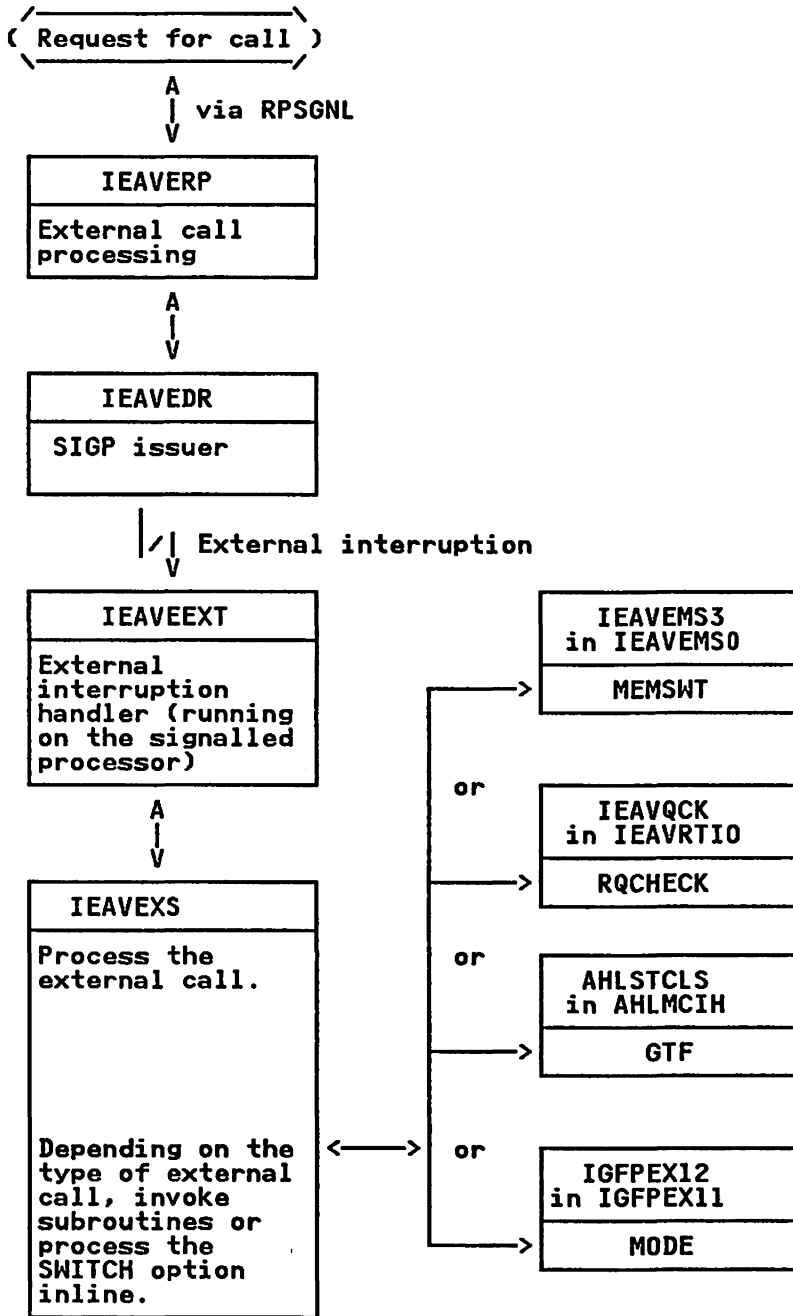 ( Request for call )
via RPSGNL
IEAVERP
External call
processing
IEAVEDR
SIGP issuer
External interruption
IEAVEEXT
External
interruption
handler (running
on the signalled
processor)
IEAVEXS
Process the
external call.
Depending on the
type of external
call, invoke
subroutines or
process the
SWITCH option
inline.
IEAVEMS3
in IEAVEMS0
MEMSWT
or
IEAVQCK
in IEAVRTI0
RQCHECK
or
AHLSTCLS
in AHLMCIH
GTF
or
IGFPEX12
in IGFPEX11
MODE